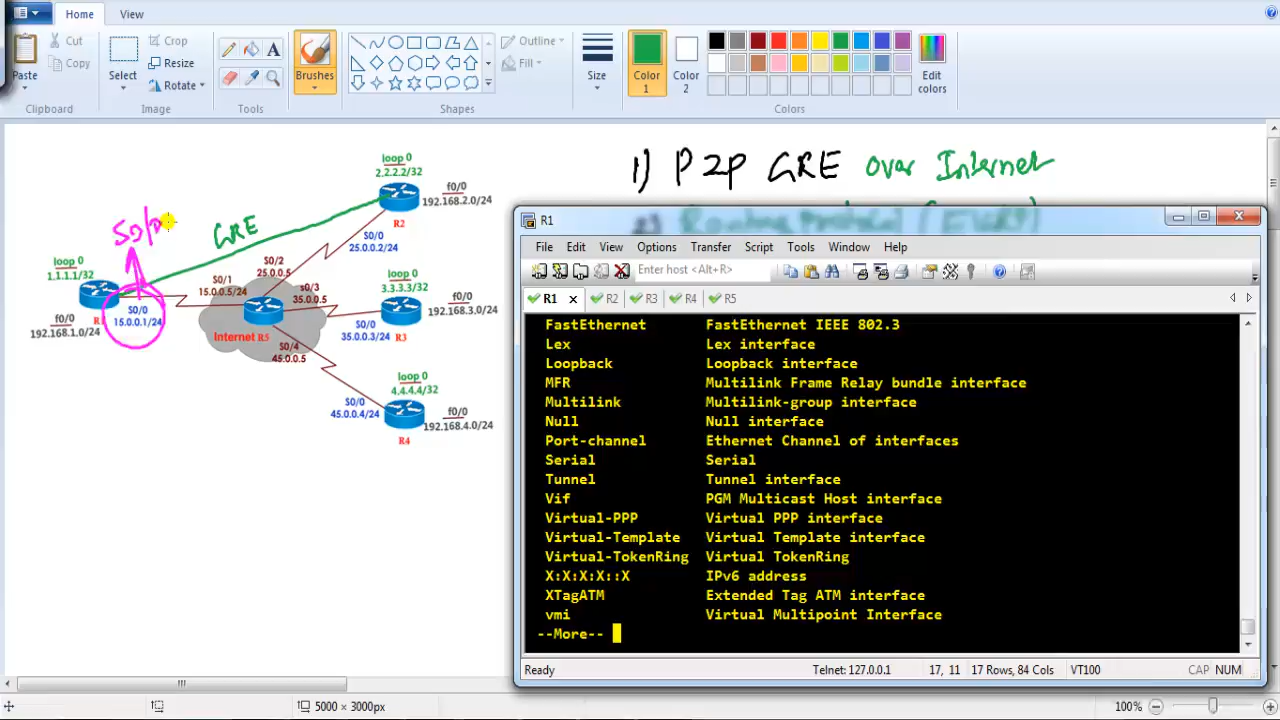 Home
View
Paste
Cut
Copy
Clipboard
Select
Crop
Resize
Rotate
Image
A
Tools
Brushes
Shapes
Outline
Fill
Size
Color 1
Color 2
Edit colors
Colors
1) P2P GRE over Internet
loop 0
2.2.2.2/32
f0/0
192.168.2.0/24
R2
S0/0
25.0.0.2/24
GRE
loop 0
1.1.1.1/32
S0/2
25.0.0.5
S0/1
15.0.0.5/24
s0/3
35.0.0.5
loop 0
3.3.3.3/32
f0/0
192.168.3.0/24
S0/0
15.0.0.1/24
f0/0
192.168.1.0/24
Internet R5
S0/0
35.0.0.3/24
R3
S0/4
45.0.0.5
loop 0
4.4.4.4/32
S0/0
45.0.0.4/24
f0/0
192.168.4.0/24
R4
R1
File Edit View Options Transfer Script Tools Window Help
Enter host <Alt+R>
R1 R2 R3 R4 R5
FastEthernet FastEthernet IEEE 802.3
Lex Lex interface
Loopback Loopback interface
MFR Multilink Frame Relay bundle interface
Multilink Multilink-group interface
Null Null interface
Port-channel Ethernet Channel of interfaces
Serial Serial
Tunnel Tunnel interface
Vif PGM Multicast Host interface
Virtual-PPP Virtual PPP interface
Virtual-Template Virtual Template interface
Virtual-TokenRing Virtual TokenRing
X:X:X:X::X IPv6 address
XTagATM Extended Tag ATM interface
vmi Virtual Multipoint Interface
--More--
Ready Telnet: 127.0.0.1 17, 11 17 Rows, 84 Cols VT100 CAP NUM
5000 × 3000px
100%